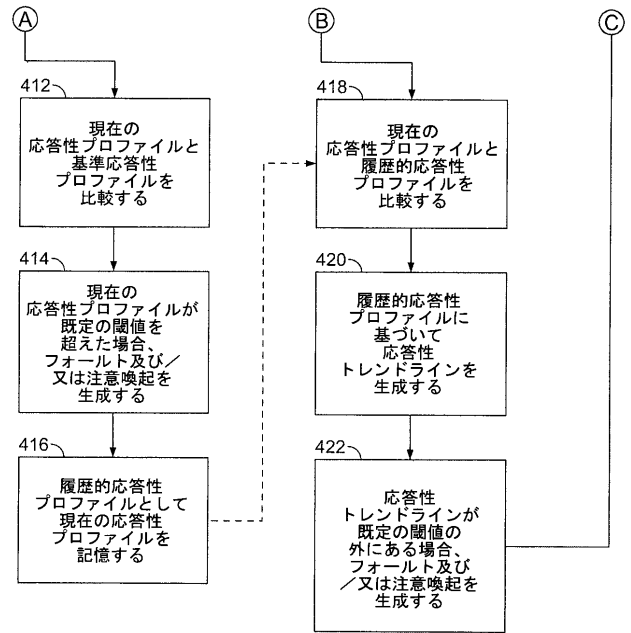 A
412
現在の
応答性プロファイルと
基準応答性
プロファイルを
比較する
414
現在の
応答性プロファイルが
既定の閾値を
超えた場合、
フォールト及び/
又は注意喚起を
生成する
416
履歴的応答性
プロファイルとして
現在の応答性
プロファイルを
記憶する
B
418
現在の
応答性プロファイルと
履歴的応答性
プロファイルを
比較する
420
履歴的応答性
プロファイルに
基づいて
応答性
トレンドラインを
生成する
422
応答性
トレンドラインが
既定の閾値の
外にある場合、
フォールト及び
/又は注意喚起を
生成する
C